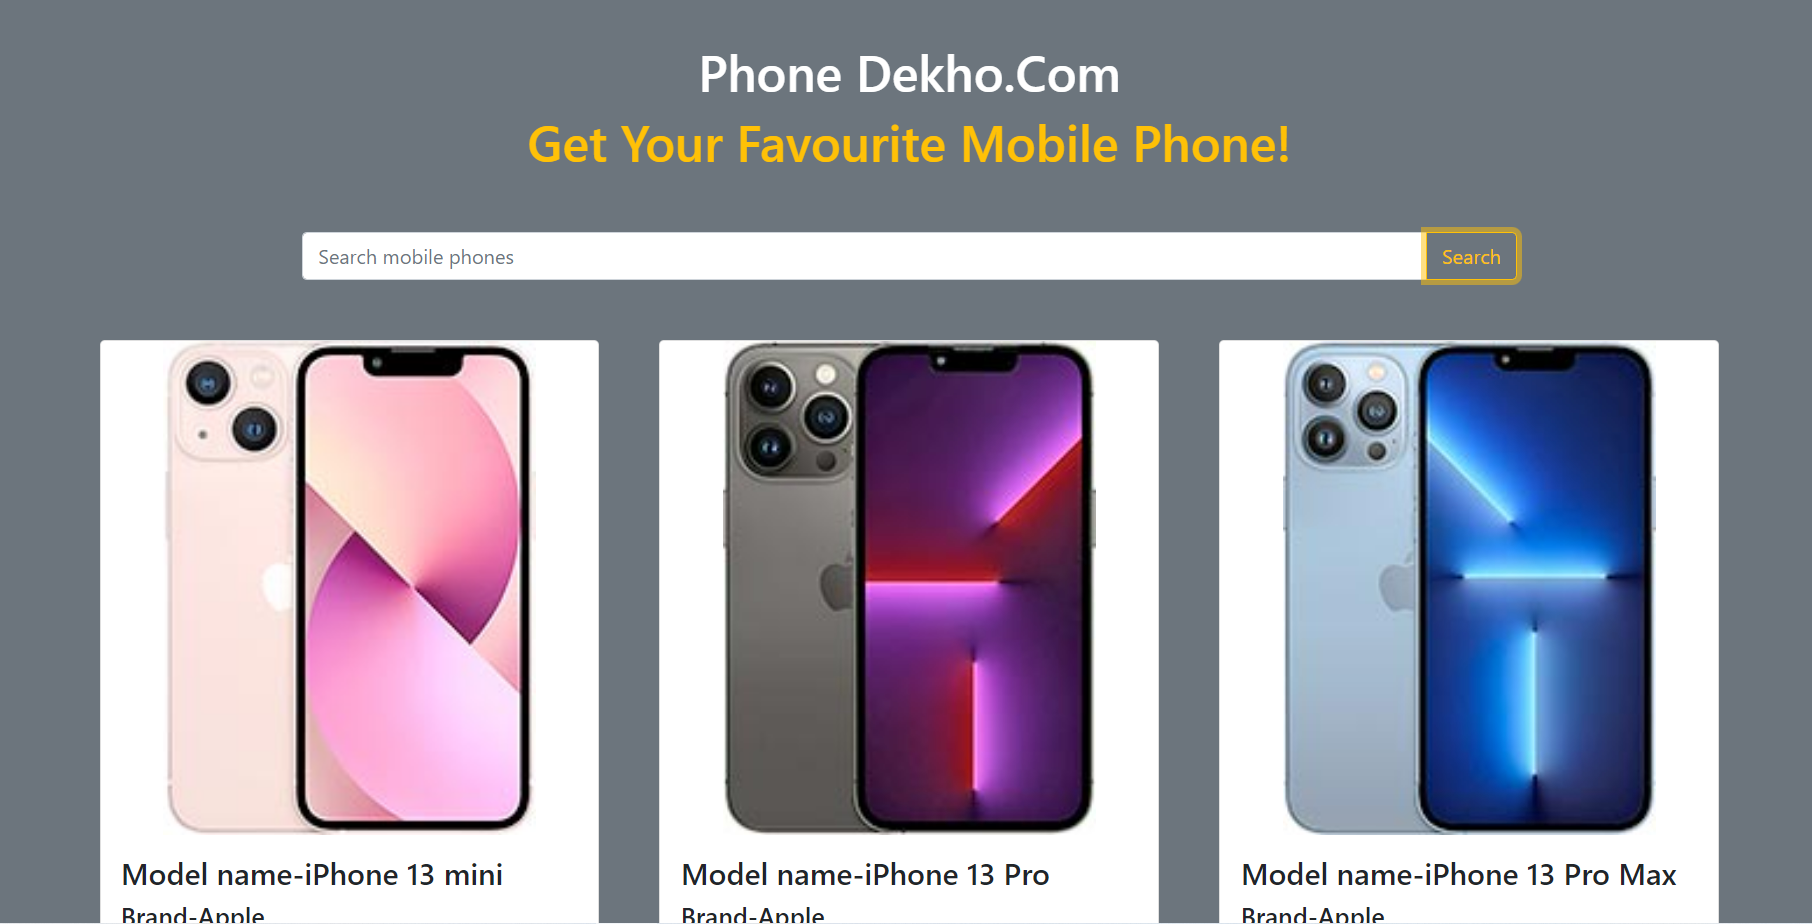 Phone Dekho.Com
Get Your Favourite Mobile Phone!
Search mobile phones
Search
Model name-iPhone 13 mini
Brand-Apple
Model name-iPhone 13 Pro
Brand-Apple
Model name-iPhone 13 Pro Max
Brand-Apple